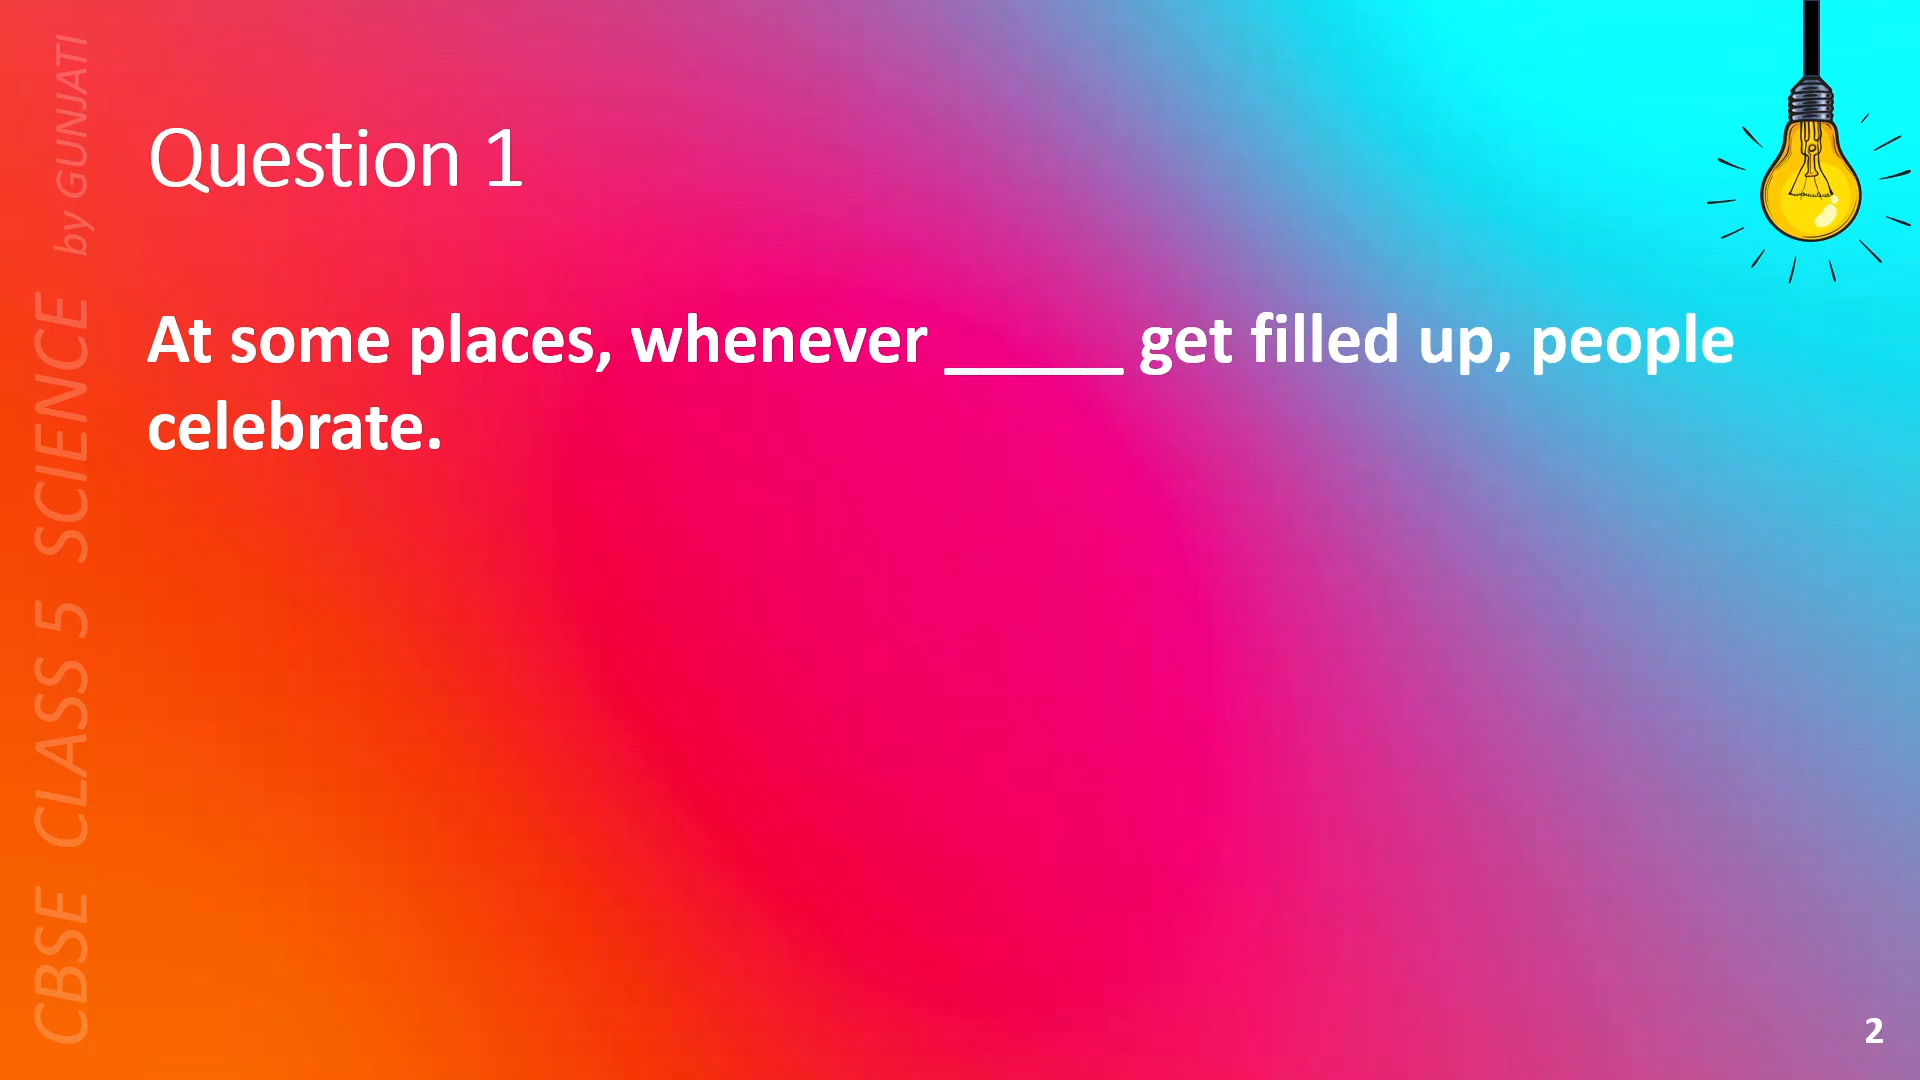 Question 1
At some places, whenever ______ get filled up, people
celebrate.
CBSE CLASS 5 SCIENCE by GUNJATI
2